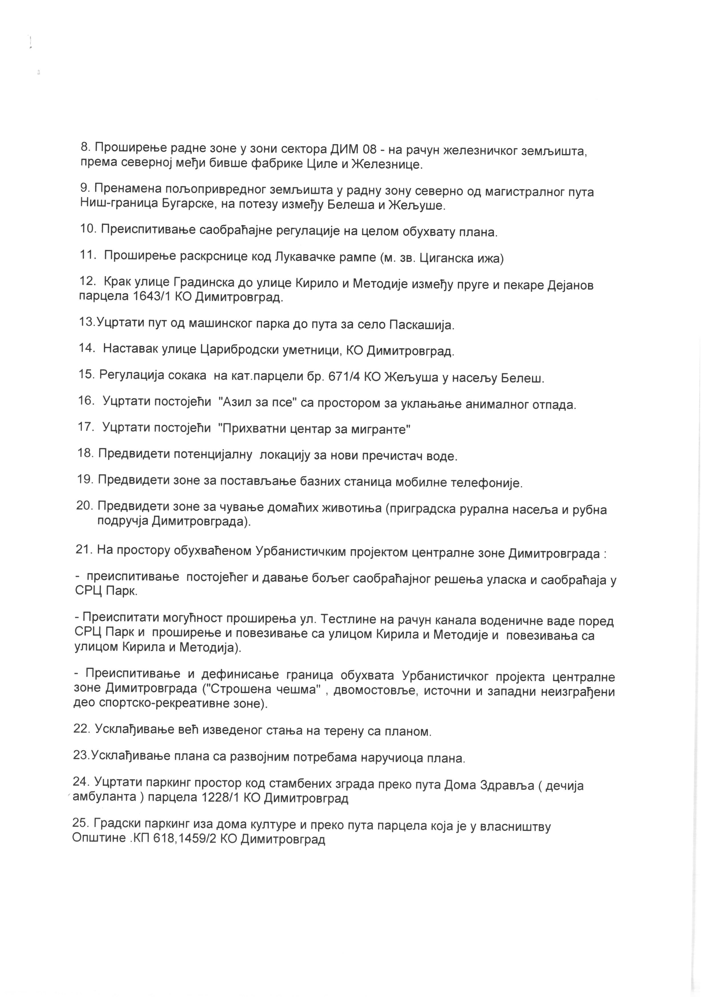 8. Проширење радне зоне у зони сектора ДИМ 08 - на рачун железничког земљишта,
према северној међи бивше фабрике Циле и Железнице.
9. Пренамена пољопривредног земљишта у радну зону северно од магистралног пута
Ниш-граница Бугарске, на потезу између Белеша и Жељуше.
10. Преиспитивање саобраћајне регулације на целом обухвату плана.
11.  Проширење раскрснице код Лукавачке рампе (м. зв. Циганска ижа)
12.  Крак улице Градинска до улице Кирило и Методије између пруге и пекаре Дејанов
парцела 1643/1 КО Димитровград.
13.Уцртати пут од машинског парка до пута за село Паскашија.
14.  Наставак улице Царибродски уметници, КО Димитровград.
15. Регулација сокака  на кат.парцели бр. 671/4 КО Жељуша у насељу Белеш.
16.  Уцртати постојећи  "Азил за псе" са простором за уклањање анималног отпада.
17.  Уцртати постојећи  "Прихватни центар за мигранте"
18. Предвидети потенцијалну  локацију за нови пречистач воде.
19. Предвидети зоне за постављање базних станица мобилне телефоније.
20. Предвидети зоне за чување домаћих животиња (приградска рурална насеља и рубна
подручја Димитровграда).
21. На простору обухваћеном Урбанистичким пројектом централне зоне Димитровграда :
-  преиспитивање  постојећег и давање бољег саобраћајног решења уласка и саобраћаја у
СРЦ Парк.
- Преиспитати могућност проширења ул. Тестлине на рачун канала воденичне ваде поред
СРЦ Парк и  проширење и повезивање са улицом Кирила и Методије и  повезивања са
улицом Кирила и Методија).
-  Преиспитивање и дефинисање граница обухвата Урбанистичког пројекта централне
зоне Димитровграда ("Строшена чешма" , двомостовље, источни и западни неизграђени
део спортско-рекреативне зоне).
22. Усклађивање већ изведеног стања на терену са планом.
23.Усклађивање плана са развојним потребама наручиоца плана.
24. Уцртати паркинг простор код стамбених зграда преко пута Дома Здравља ( дечија
амбуланта ) парцела 1228/1 КО Димитровград
25. Градски паркинг иза дома културе и преко пута парцела која је у власништву
Општине .КП 618,1459/2 КО Димитровград